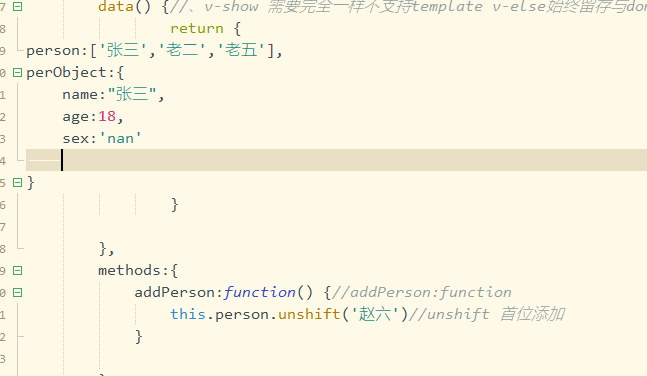 7 data() {//、v-show 需要完全一样不支持template v-else始终留存与dom
8 return {
9 person:['张三','老二','老五'],
0 perObject:{
1 name:"张三",
2 age:18,
3 sex:'nan'
4
5 }
6 }
7
8 },
9 methods:{
0 addPerson:function() {//addPerson:function
1 this.person.unshift('赵六')//unshift 首位添加
2 }
3